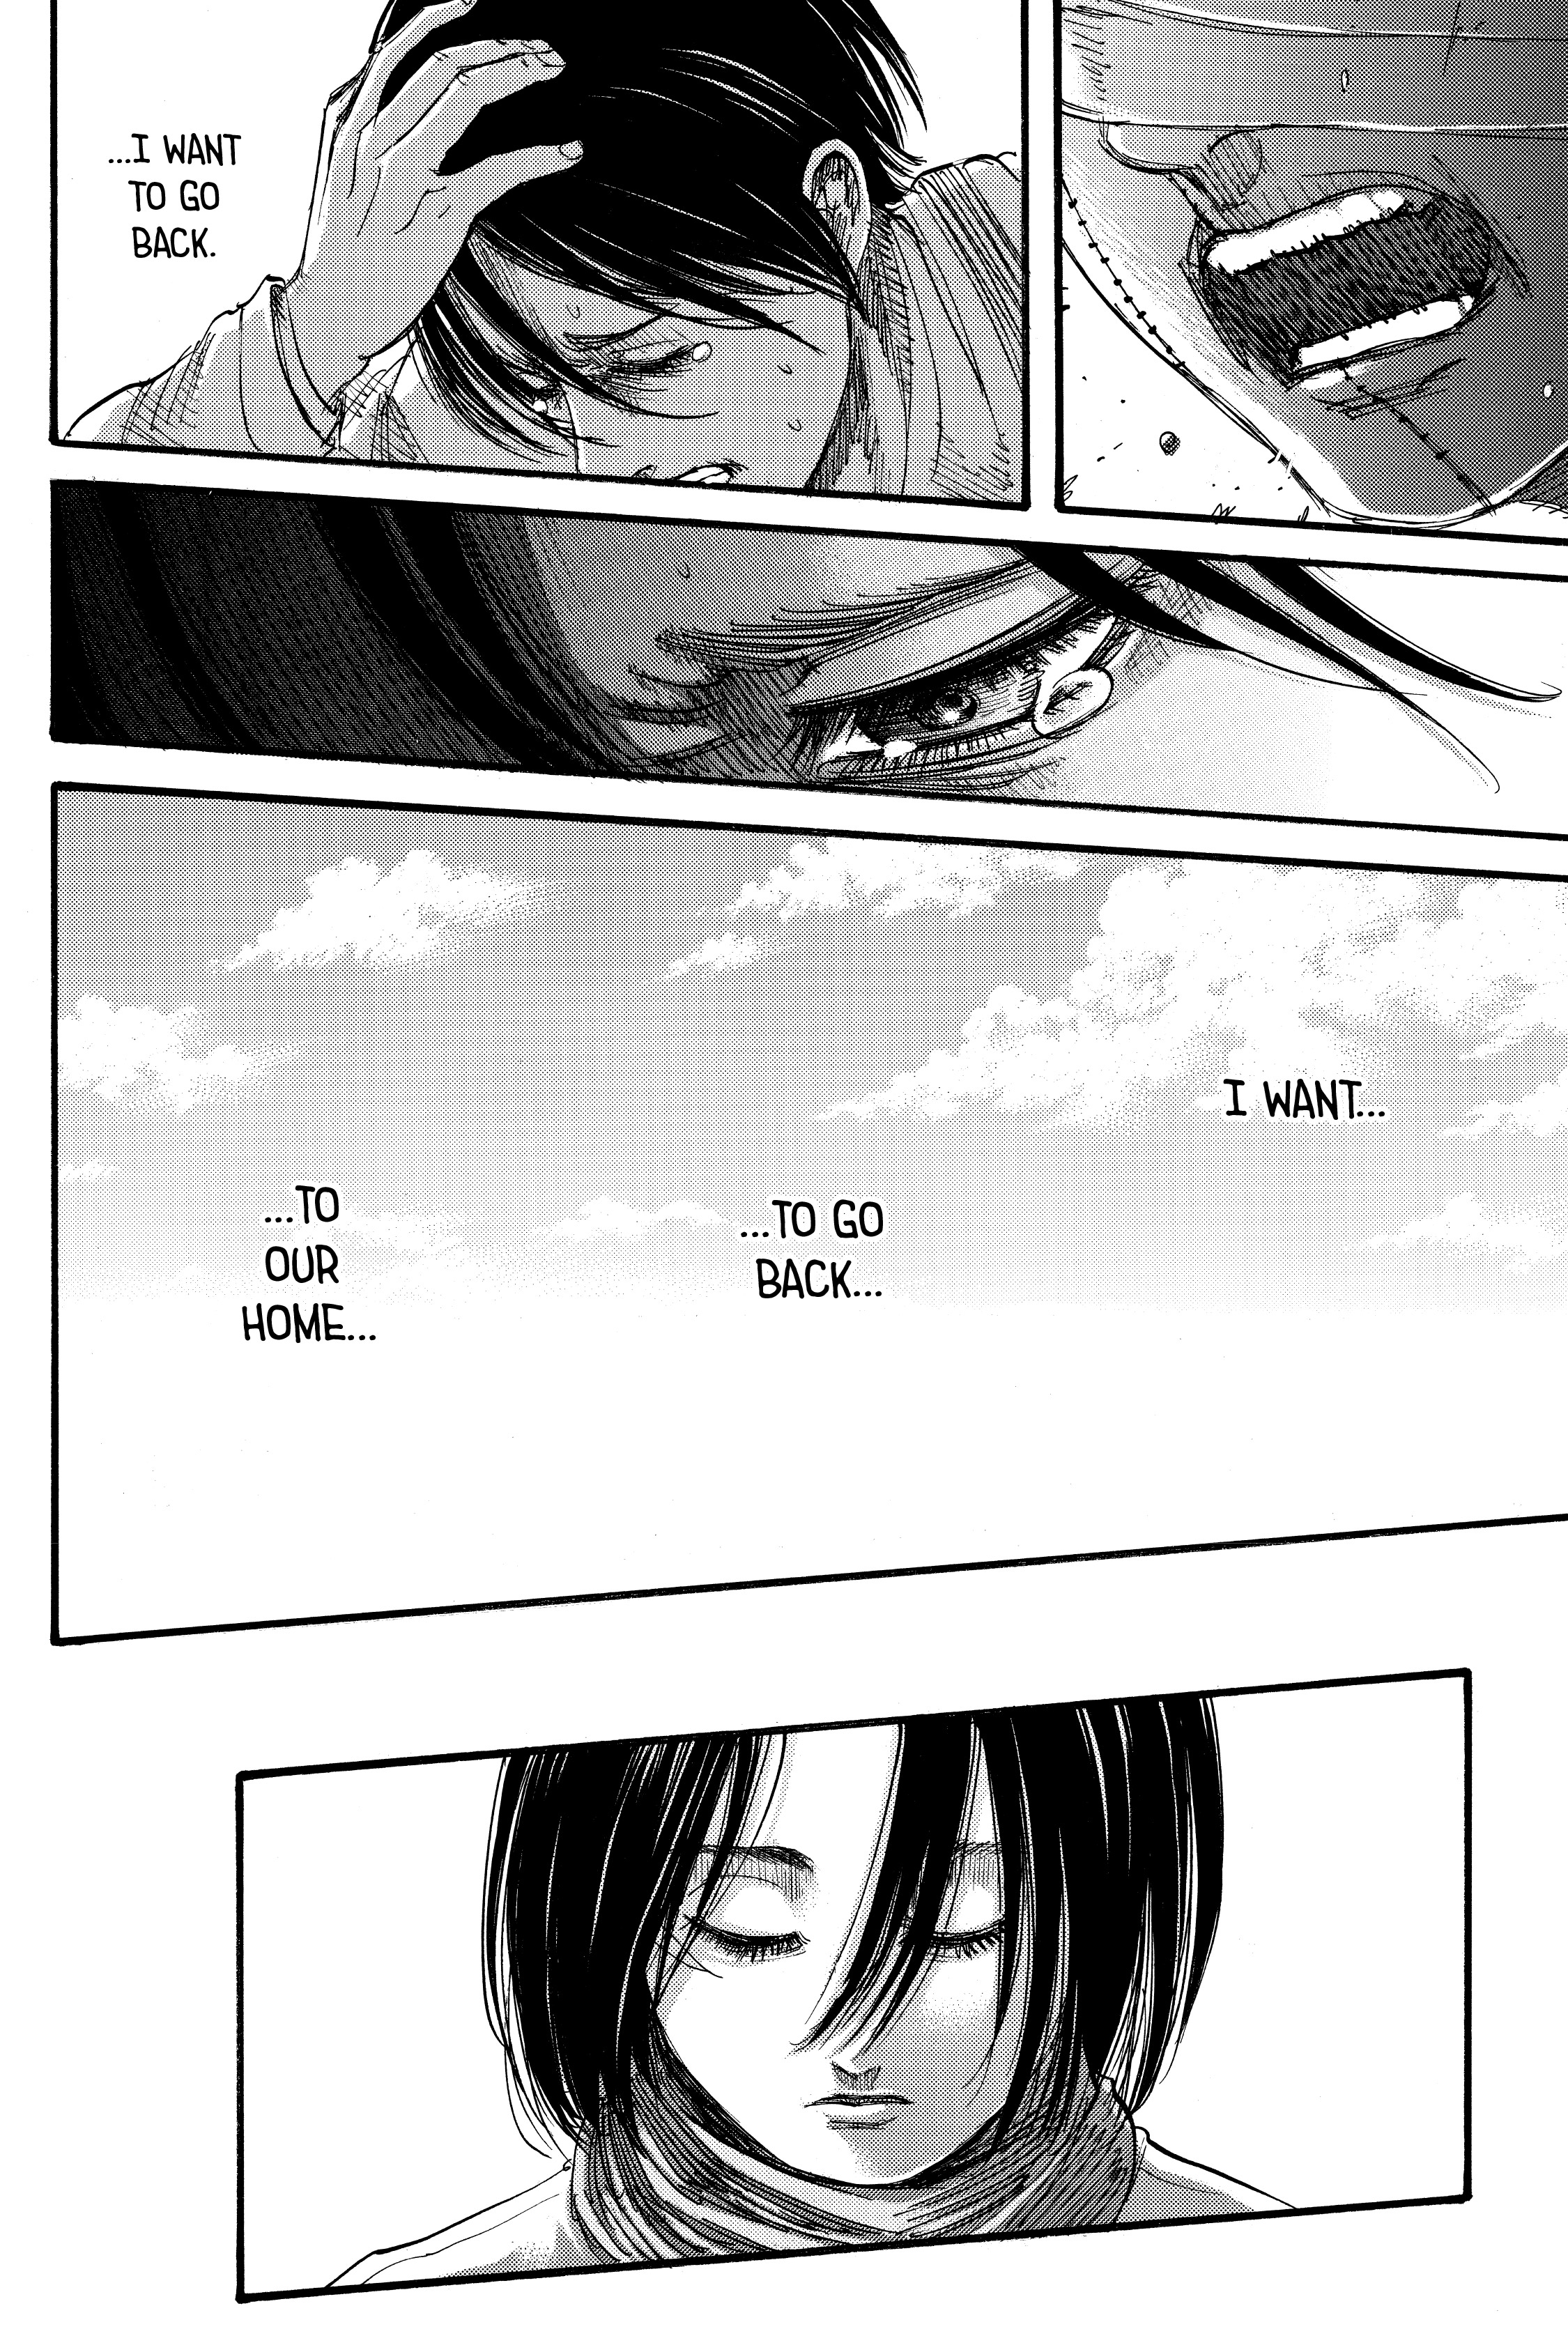 ...I WANT
TO GO
BACK.
I WANT...
...TO GO
BACK...
...TO
OUR
HOME...